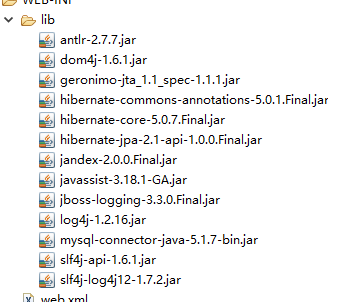 WEB-INF
lib
antlr-2.7.7.jar
dom4j-1.6.1.jar
geronimo-jta_1.1_spec-1.1.1.jar
hibernate-commons-annotations-5.0.1.Final.jar
hibernate-core-5.0.7.Final.jar
hibernate-jpa-2.1-api-1.0.0.Final.jar
jandex-2.0.0.Final.jar
javassist-3.18.1-GA.jar
jboss-logging-3.3.0.Final.jar
log4j-1.2.16.jar
mysql-connector-java-5.1.7-bin.jar
slf4j-api-1.6.1.jar
slf4j-log4j12-1.7.2.jar
web.xml